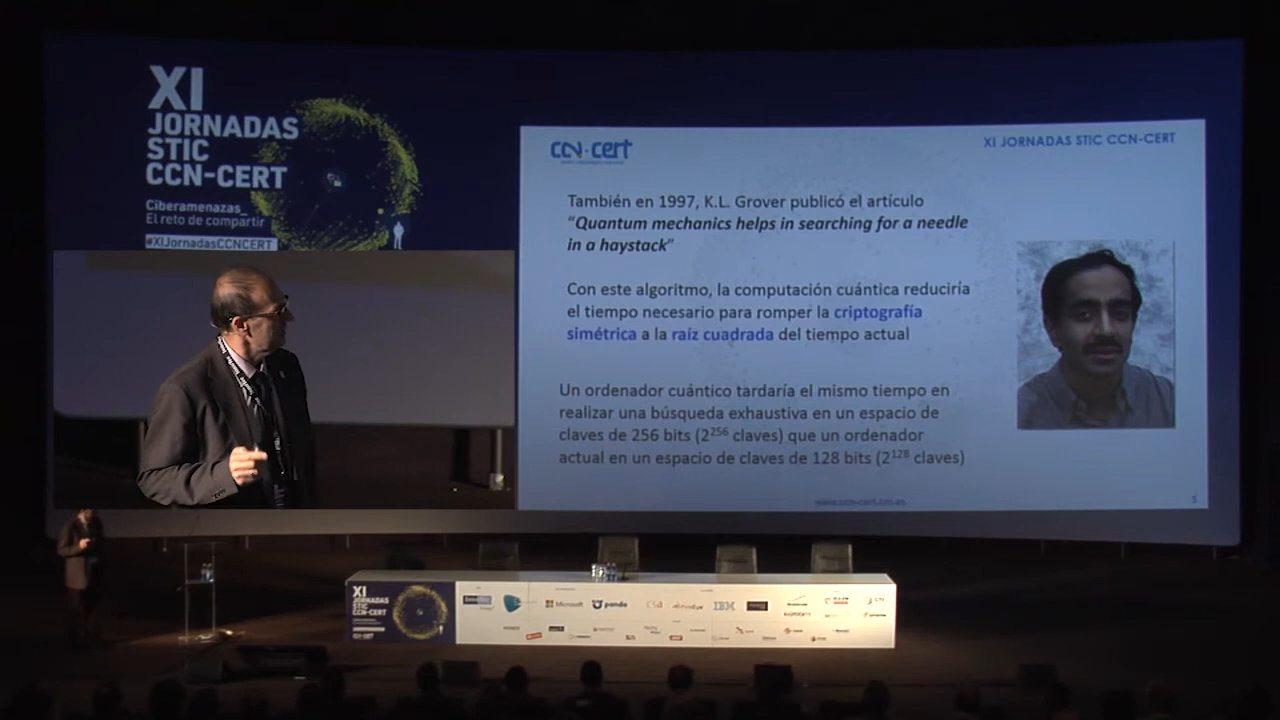 XI
JORNADAS
STIC
CCN-CERT
Ciberamenazas_
El reto de compartir
#XIJornadasCCNCERT
ccn-cert
XI JORNADAS STIC CCN-CERT
También en 1997, K.L. Grover publicó el artículo
“Quantum mechanics helps in searching for a needle
in a haystack”
Con este algoritmo, la computación cuántica reduciría
el tiempo necesario para romper la criptografía
simétrica a la raíz cuadrada del tiempo actual
Un ordenador cuántico tardaría el mismo tiempo en
realizar una búsqueda exhaustiva en un espacio de
claves de 256 bits (2²⁵⁶ claves) que un ordenador
actual en un espacio de claves de 128 bits (2¹²⁸ claves)
www.ccn-cert.cni.es
5
XI
JORNADAS
STIC
CCN-CERT
Microsoft
panda
csa
IBM